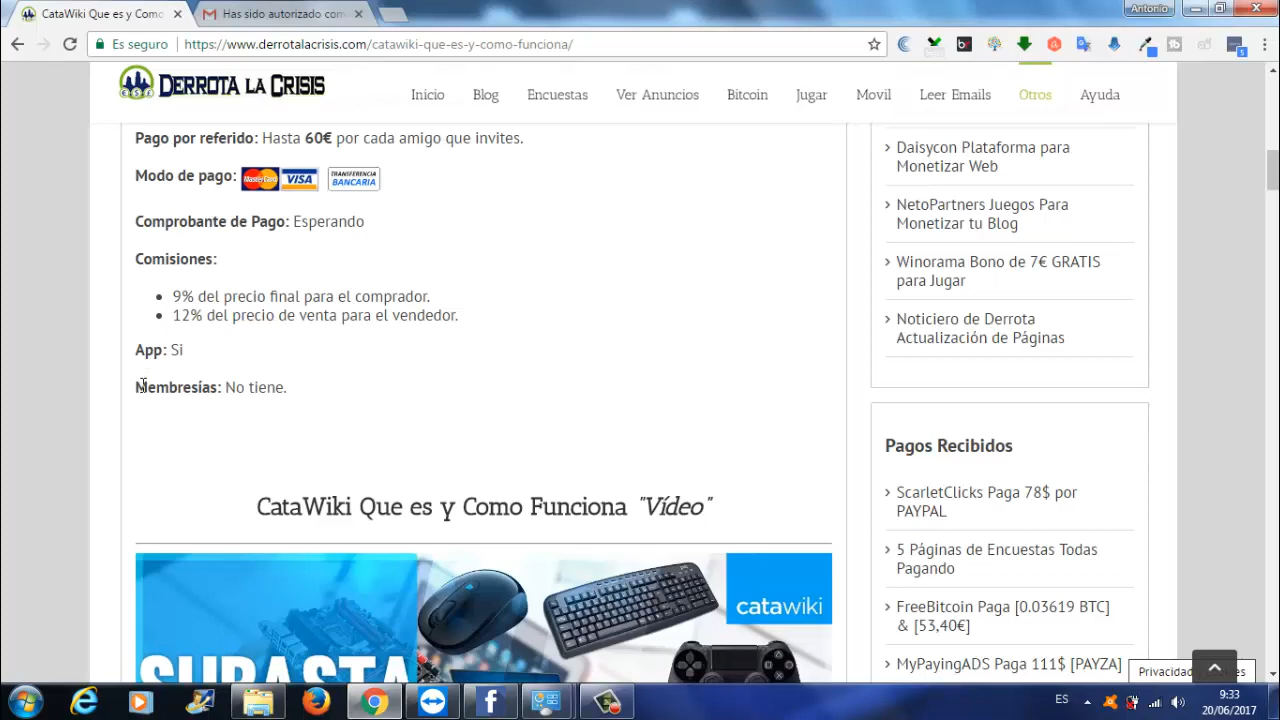 CataWiki Que es y Como
Has sido autorizado com
Antonio
Es seguro
https://www.derrotalacrisis.com/catawiki-que-es-y-como-funciona/
DERROTA LA CRISIS
Inicio
Blog
Encuestas
Ver Anuncios
Bitcoin
Jugar
Movil
Leer Emails
Otros
Ayuda
Pago por referido: Hasta 60€ por cada amigo que invites.
Modo de pago: MasterCard VISA TRANSFERENCIA BANCARIA
Comprobante de Pago: Esperando
Comisiones:
9% del precio final para el comprador.
12% del precio de venta para el vendedor.
App: Si
Membresías: No tiene.
CataWiki Que es y Como Funciona "Vídeo"
catawiki
SUBASTA
Daisycon Plataforma para
Monetizar Web
NetoPartners Juegos Para
Monetizar tu Blog
Winorama Bono de 7€ GRATIS
para Jugar
Noticiero de Derrota
Actualización de Páginas
Pagos Recibidos
ScarletClicks Paga 78$ por
PAYPAL
5 Páginas de Encuestas Todas
Pagando
FreeBitcoin Paga [0.03619 BTC]
& [53,40€]
MyPayingADS Paga 111$ [PAYZA]
ES
9:33
20/06/2017